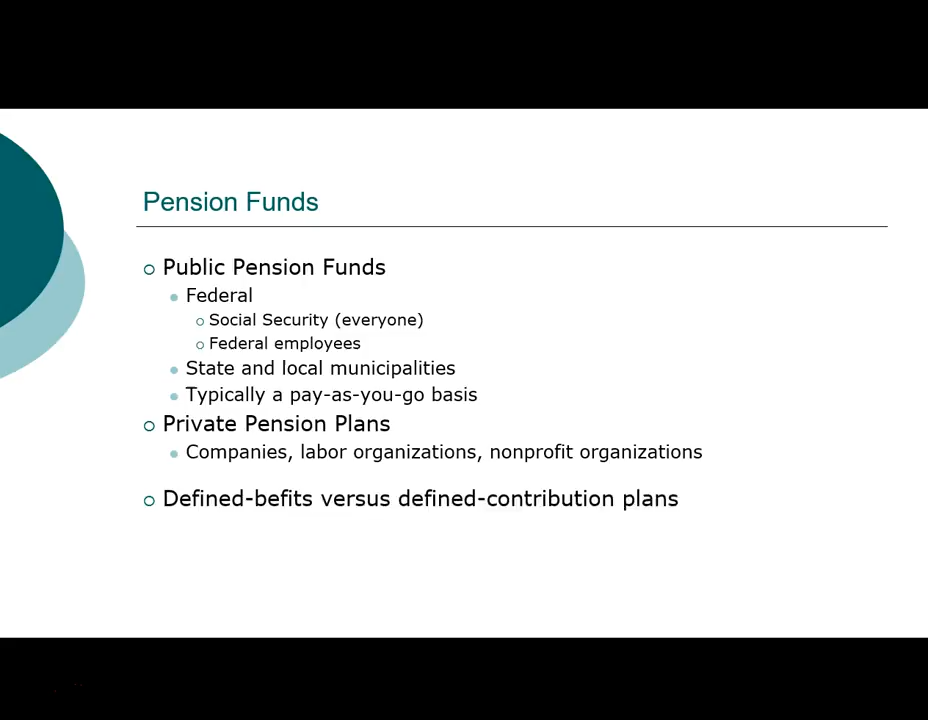 Pension Funds
Public Pension Funds
Federal
Social Security (everyone)
Federal employees
State and local municipalities
Typically a pay-as-you-go basis
Private Pension Plans
Companies, labor organizations, nonprofit organizations
Defined-befits versus defined-contribution plans